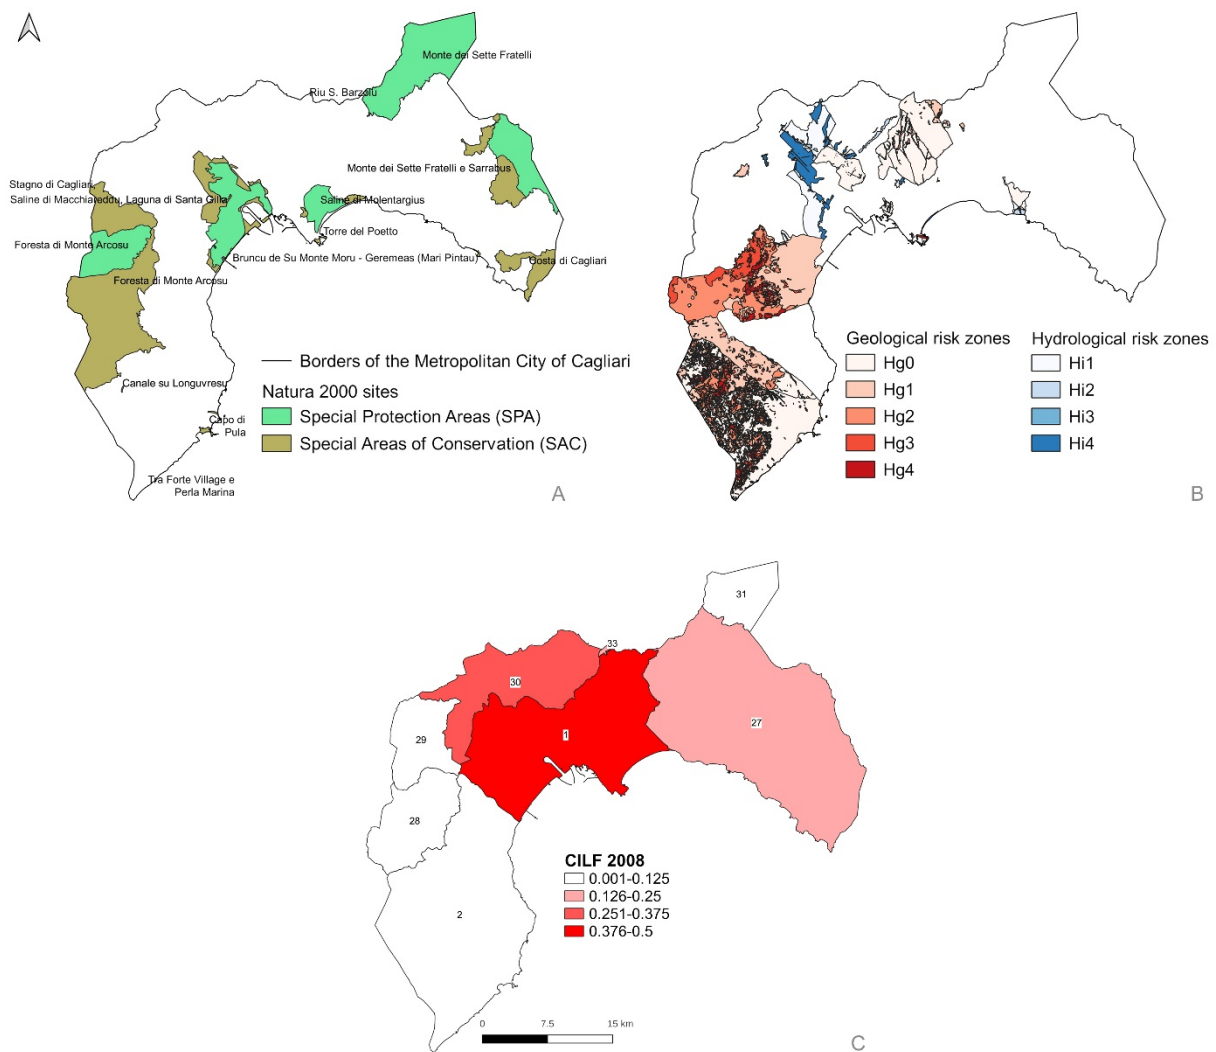 Monte dei Sette Fratelli
Riu S. Barzolu
Monte dei Sette Fratelli e Sarrabus
Stagno di Cagliari,
Saline di Macchiareddu, Laguna di Santa Gilla
Saline di Molentargius
Torre del Poetto
Foresta di Monte Arcosu
Bruncu de Su Monte Moru - Geremeas (Mari Pintau)
Costa di Cagliari
Foresta di Monte Arcosu
Canale su Longuvresu
Capo di
Pula
Tra Forte Village e
Perla Marina
Borders of the Metropolitan City of Cagliari
Natura 2000 sites
Special Protection Areas (SPA)
Special Areas of Conservation (SAC)
A
Geological risk zones
Hg0
Hg1
Hg2
Hg3
Hg4
Hydrological risk zones
Hi1
Hi2
Hi3
Hi4
B
31
33
30
27
29
1
28
2
CILF 2008
0.001-0.125
0.126-0.25
0.251-0.375
0.376-0.5
0 7.5 15 km
C